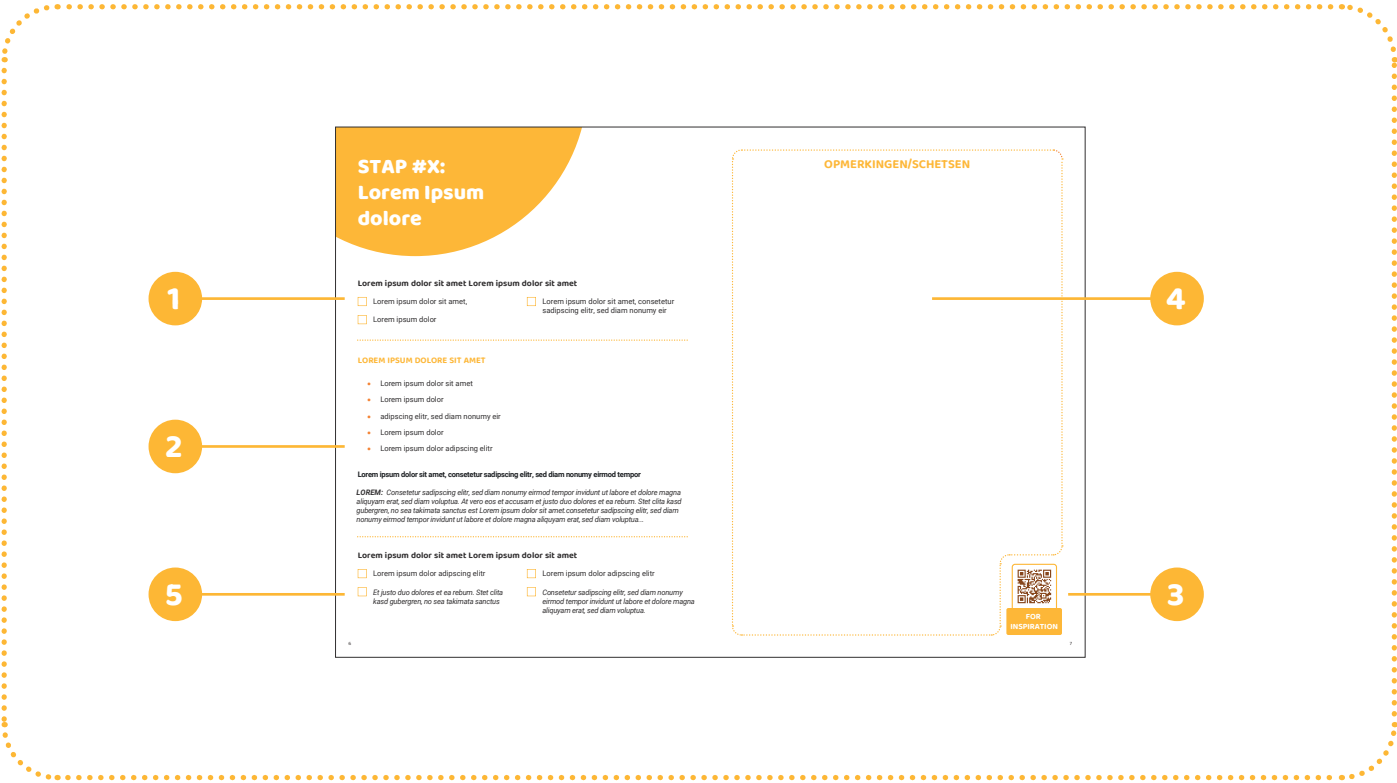 STAP #X:
Lorem Ipsum
dolore
Lorem ipsum dolor sit amet Lorem ipsum dolor sit amet
1
Lorem ipsum dolor sit amet,
Lorem ipsum dolor
Lorem ipsum dolor sit amet, consetetur
sadipscing elitr, sed diam nonumy eir
LOREM IPSUM DOLORE SIT AMET
Lorem ipsum dolor sit amet
Lorem ipsum dolor
adipscing elitr, sed diam nonumy eir
Lorem ipsum dolor
Lorem ipsum dolor adipscing elitr
2
Lorem ipsum dolor sit amet, consetetur sadipscing elitr, sed diam nonumy eirmod tempor
LOREM: Consetetur sadipscing elitr, sed diam nonumy eirmod tempor invidunt ut labore et dolore magna
aliquyam erat, sed diam voluptua. At vero eos et accusam et justo duo dolores et ea rebum. Stet clita kasd
gubergren, no sea takimata sanctus est Lorem ipsum dolor sit amet consetetur sadipscing elitr, sed diam
nonumy eirmod tempor invidunt ut labore et dolore magna aliquyam erat, sed diam voluptua...
Lorem ipsum dolor sit amet Lorem ipsum dolor sit amet
Lorem ipsum dolor adipscing elitr
5
Et justo duo dolores et ea rebum. Stet clita
kasd gubergren, no sea takimata sanctus
Lorem ipsum dolor adipscing elitr
Consetetur sadipscing elitr, sed diam nonumy
eirmod tempor invidunt ut labore et dolore magna
aliquyam erat, sed diam voluptua.
6
OPMERKINGEN/SCHETSEN
4
3
FOR
INSPIRATION
7